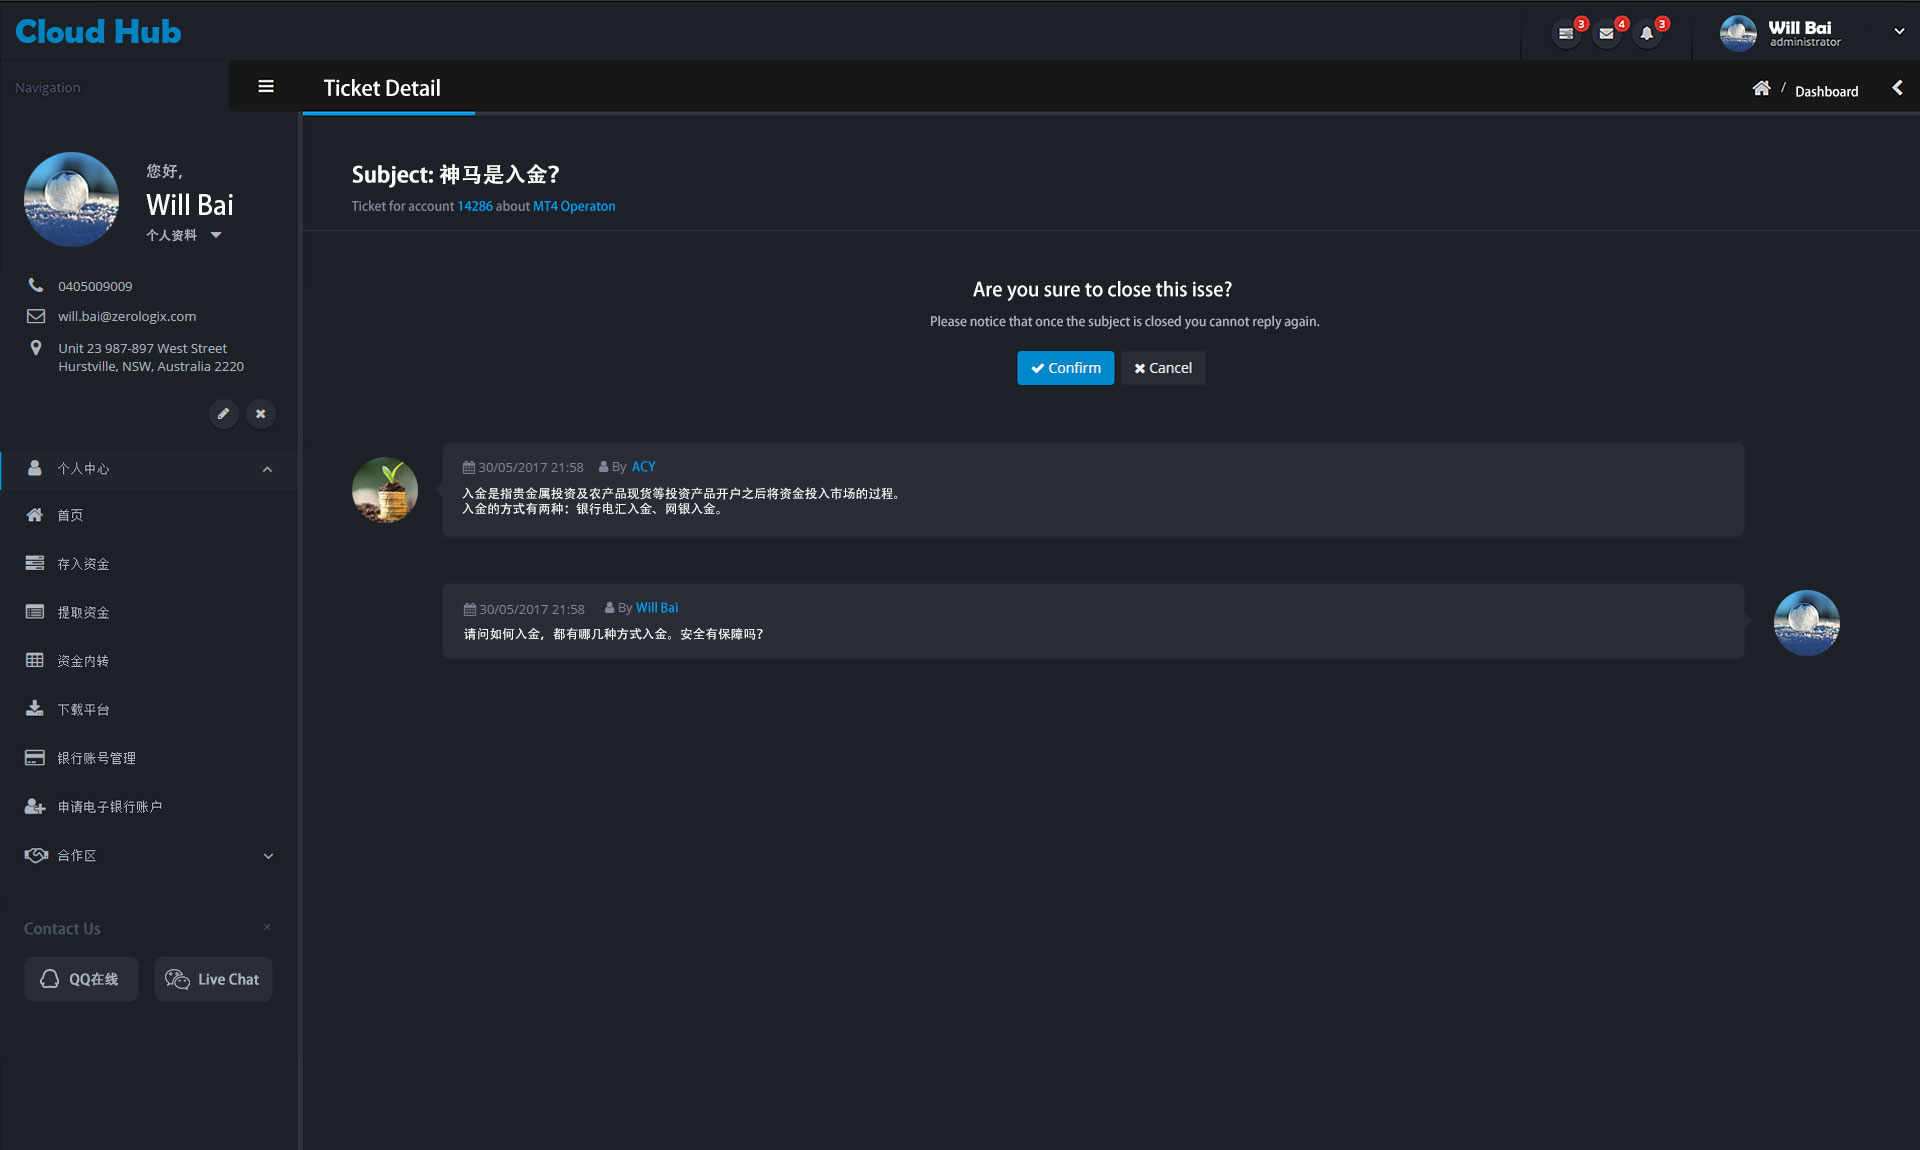 Cloud Hub
3
4
3
Will Bai
administrator
Navigation
Ticket Detail
/ Dashboard
您好,
Will Bai
个人资料
0405009009
will.bai@zerologix.com
Unit 23 987-897 West Street
Hurstville, NSW, Australia 2220
个人中心
首页
存入资金
提取资金
资金内转
下载平台
银行账号管理
申请电子银行账户
合作区
Contact Us
×
QQ在线
Live Chat
Subject: 神马是入金?
Ticket for account 14286 about MT4 Operaton
Are you sure to close this isse?
Please notice that once the subject is closed you cannot reply again.
Confirm
Cancel
30/05/2017 21:58 By ACY
入金是指贵金属投资及农产品现货等投资产品开户之后将资金投入市场的过程。
入金的方式有两种：银行电汇入金、网银入金。
30/05/2017 21:58 By Will Bai
请问如何入金，都有哪几种方式入金。安全有保障吗?